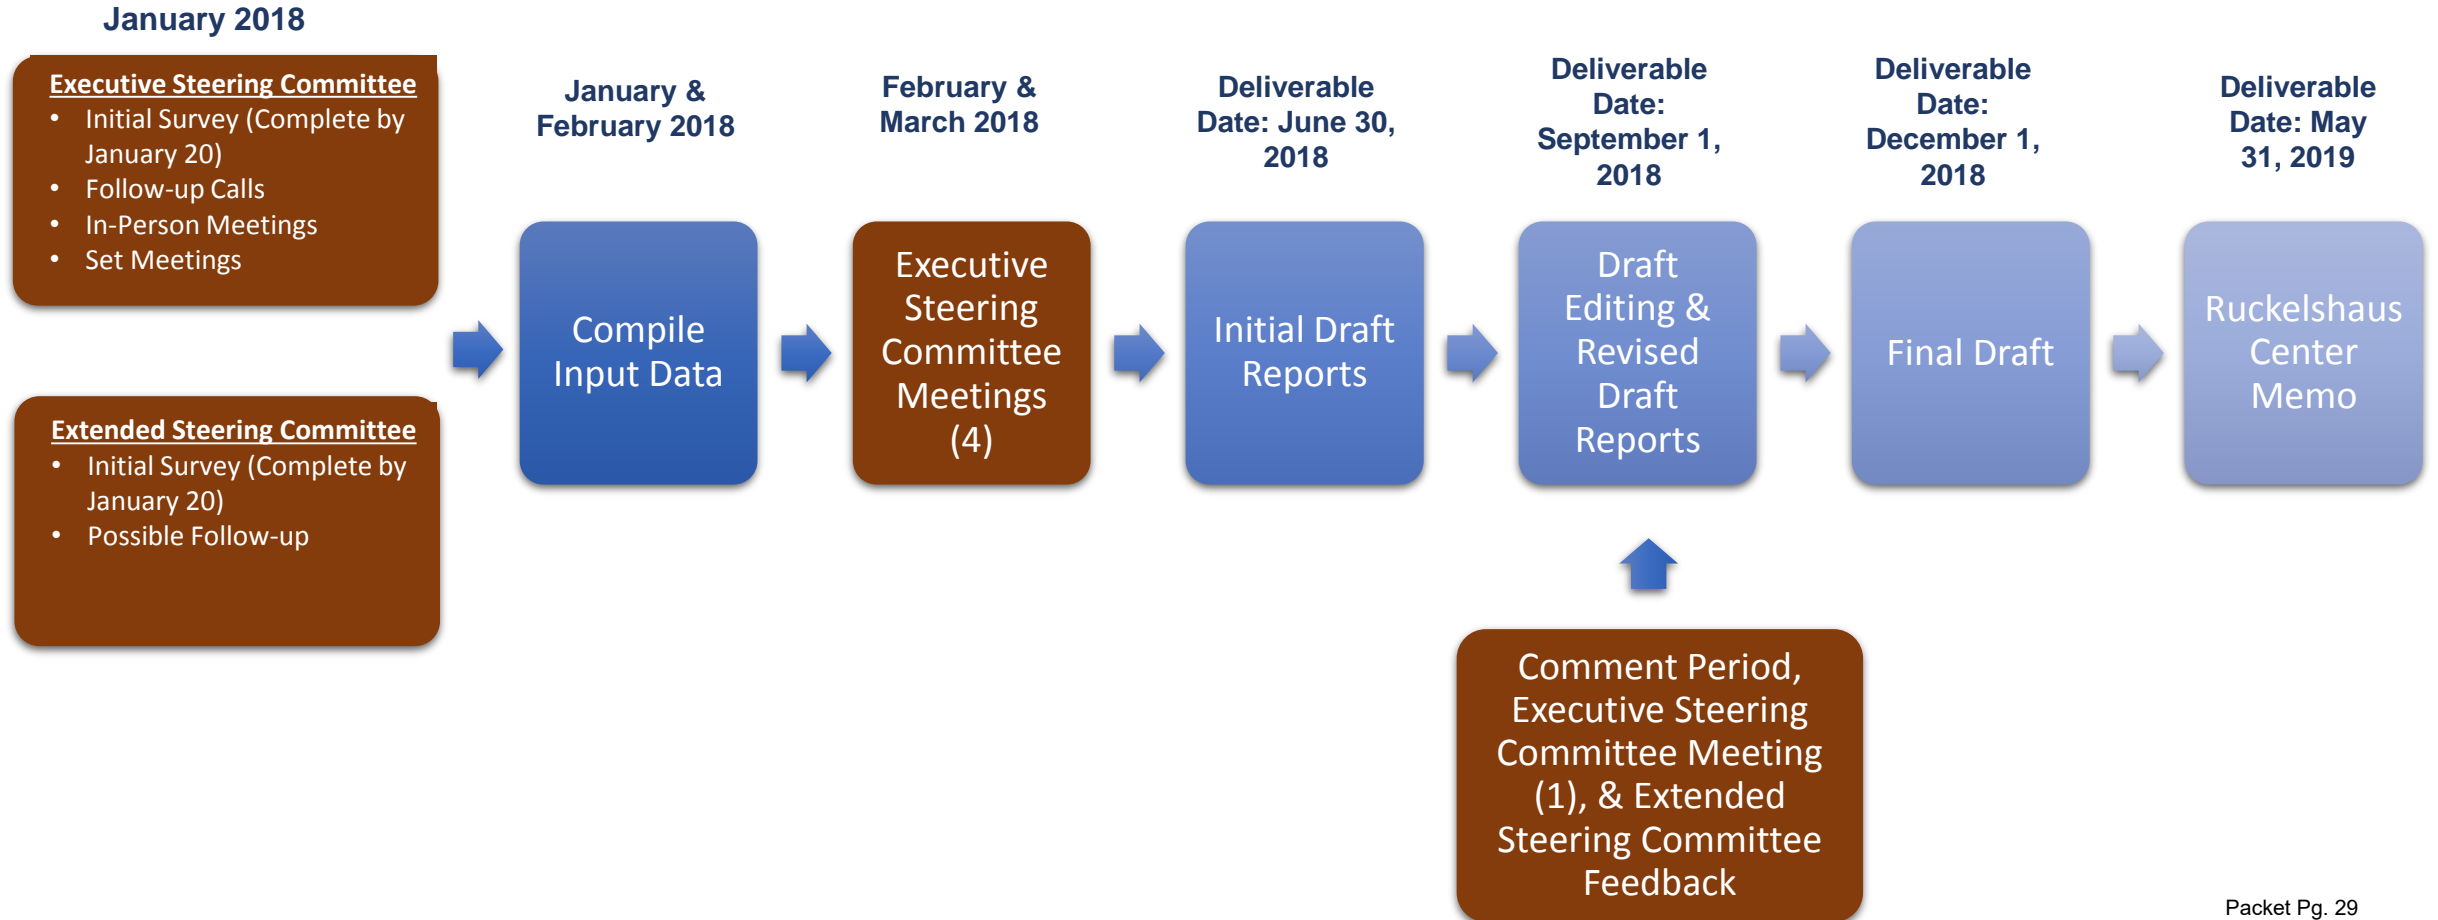 January 2018
Executive Steering Committee
• Initial Survey (Complete by
January 20)
• Follow-up Calls
• In-Person Meetings
• Set Meetings
Extended Steering Committee
• Initial Survey (Complete by
January 20)
• Possible Follow-up
January &
February 2018
Compile
Input Data
February &
March 2018
Executive
Steering
Committee
Meetings
(4)
Deliverable
Date: June 30,
2018
Initial Draft
Reports
Deliverable
Date:
September 1,
2018
Draft
Editing &
Revised
Draft
Reports
Comment Period,
Executive Steering
Committee Meeting
(1), & Extended
Steering Committee
Feedback
Deliverable
Date:
December 1,
2018
Final Draft
Deliverable
Date: May
31, 2019
Ruckelshaus
Center
Memo
Packet Pg. 29